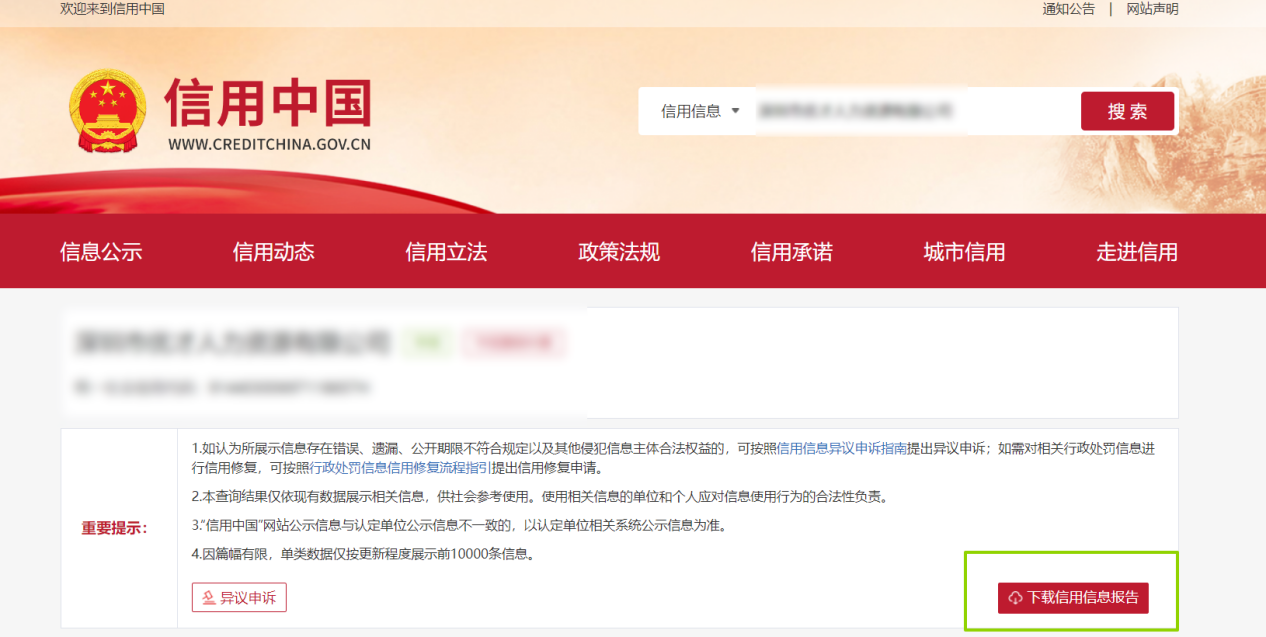 欢迎来到信用中国
通知公告 | 网站声明
信用中国
WWW.CREDITCHINA.GOV.CN
信用信息
搜索
信息公示 信用动态 信用立法 政策法规 信用承诺 城市信用 走进信用
1.如认为所展示信息存在错误、遗漏、公开期限不符合规定以及其他侵犯信息主体合法权益的，可按照信用信息异议申诉指南提出异议申诉；如需对相关行政处罚信息进
行信用修复，可按照行政处罚信息信用修复流程指引提出信用修复申请。
2.本查询结果仅依现有数据展示相关信息，供社会参考使用。使用相关信息的单位和个人应对信息使用行为的合法性负责。
重要提示：
3.“信用中国”网站公示信息与认定单位公示信息不一致的，以认定单位相关系统公示信息为准。
4.因篇幅有限，单类数据仅按更新程度展示前10000条信息。
异议申诉
下载信用信息报告